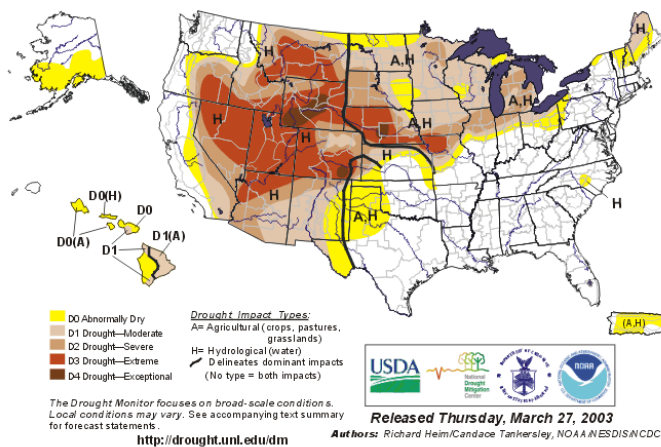 H
A,H
H
A,H
H
A,H
H
H
H
A,H
H
D0(H)
D0
D0(A)
D1
D1(A)
(A,H)
D0 Abnormally Dry
D1 Drought—Moderate
D2 Drought—Severe
D3 Drought—Extreme
D4 Drought—Exceptional
Drought Impact Types:
A= Agricultural (crops, pastures,
grasslands)
H= Hydrological (water)
Delineates dominant impacts
(No type = both impacts)
USDA
National
Drought
Mitigation
Center
NOAA
The Drought Monitor focuses on broad-scale conditions.
Local conditions may vary. See accompanying text summary
for forecast statements.
http://drought.unl.edu/dm
Released Thursday, March 27, 2003
Authors: Richard Heim/Candace Tankersley, NOAA/NESDIS/NCDC